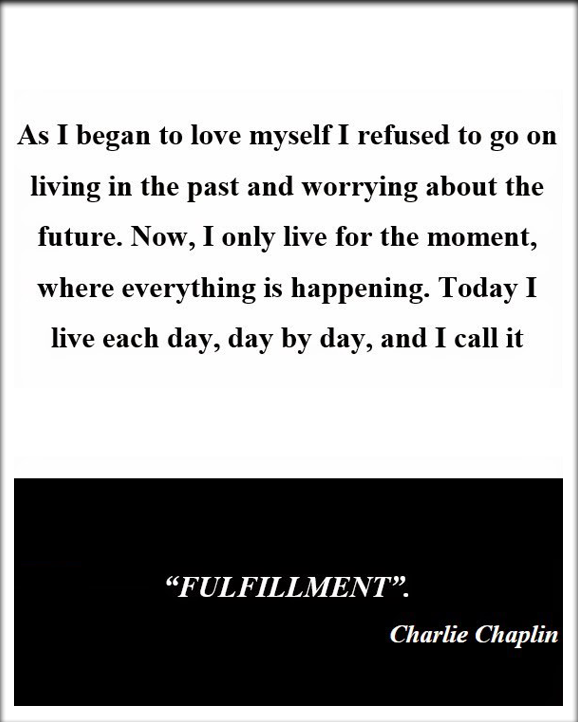 As I began to love myself I refused to go on
living in the past and worrying about the
future. Now, I only live for the moment,
where everything is happening. Today I
live each day, day by day, and I call it
“FULFILLMENT”.
Charlie Chaplin